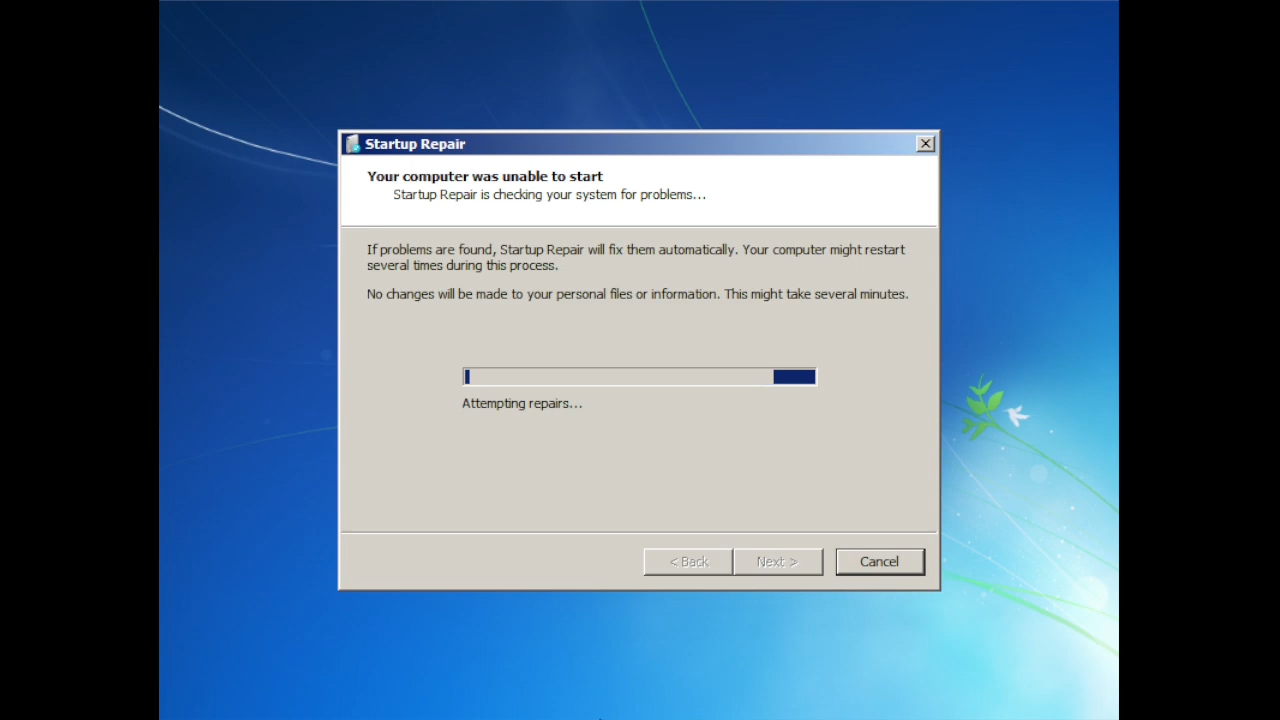 Startup Repair
Your computer was unable to start
Startup Repair is checking your system for problems...
If problems are found, Startup Repair will fix them automatically. Your computer might restart
several times during this process.
No changes will be made to your personal files or information. This might take several minutes.
Attempting repairs...
< Back
Next >
Cancel